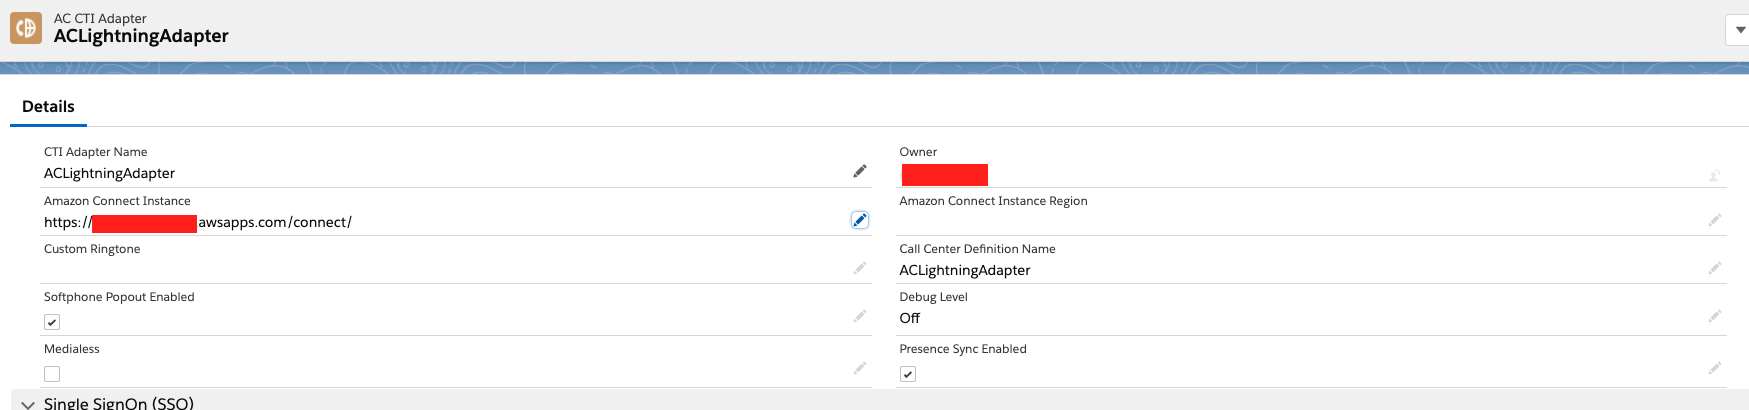 AC CTI Adapter
ACLightningAdapter
Details
CTI Adapter Name
ACLightningAdapter
Owner
Amazon Connect Instance
https:// awsapps.com/connect/
Amazon Connect Instance Region
Custom Ringtone
Call Center Definition Name
ACLightningAdapter
Softphone Popout Enabled
Debug Level
Off
Medialess
Presence Sync Enabled
Single SignOn (SSO)